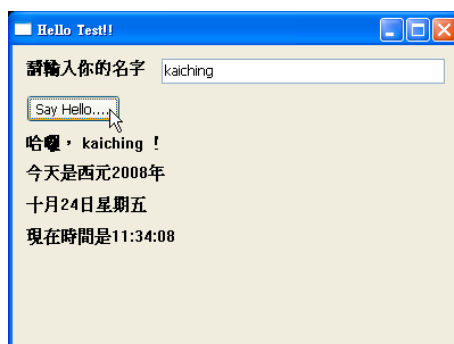 Hello Test!!
請輸入你的名字 kaiching
Say Hello....
哈囉， kaiching ！
今天是西元2008年
十月24日星期五
現在時間是11:34:08